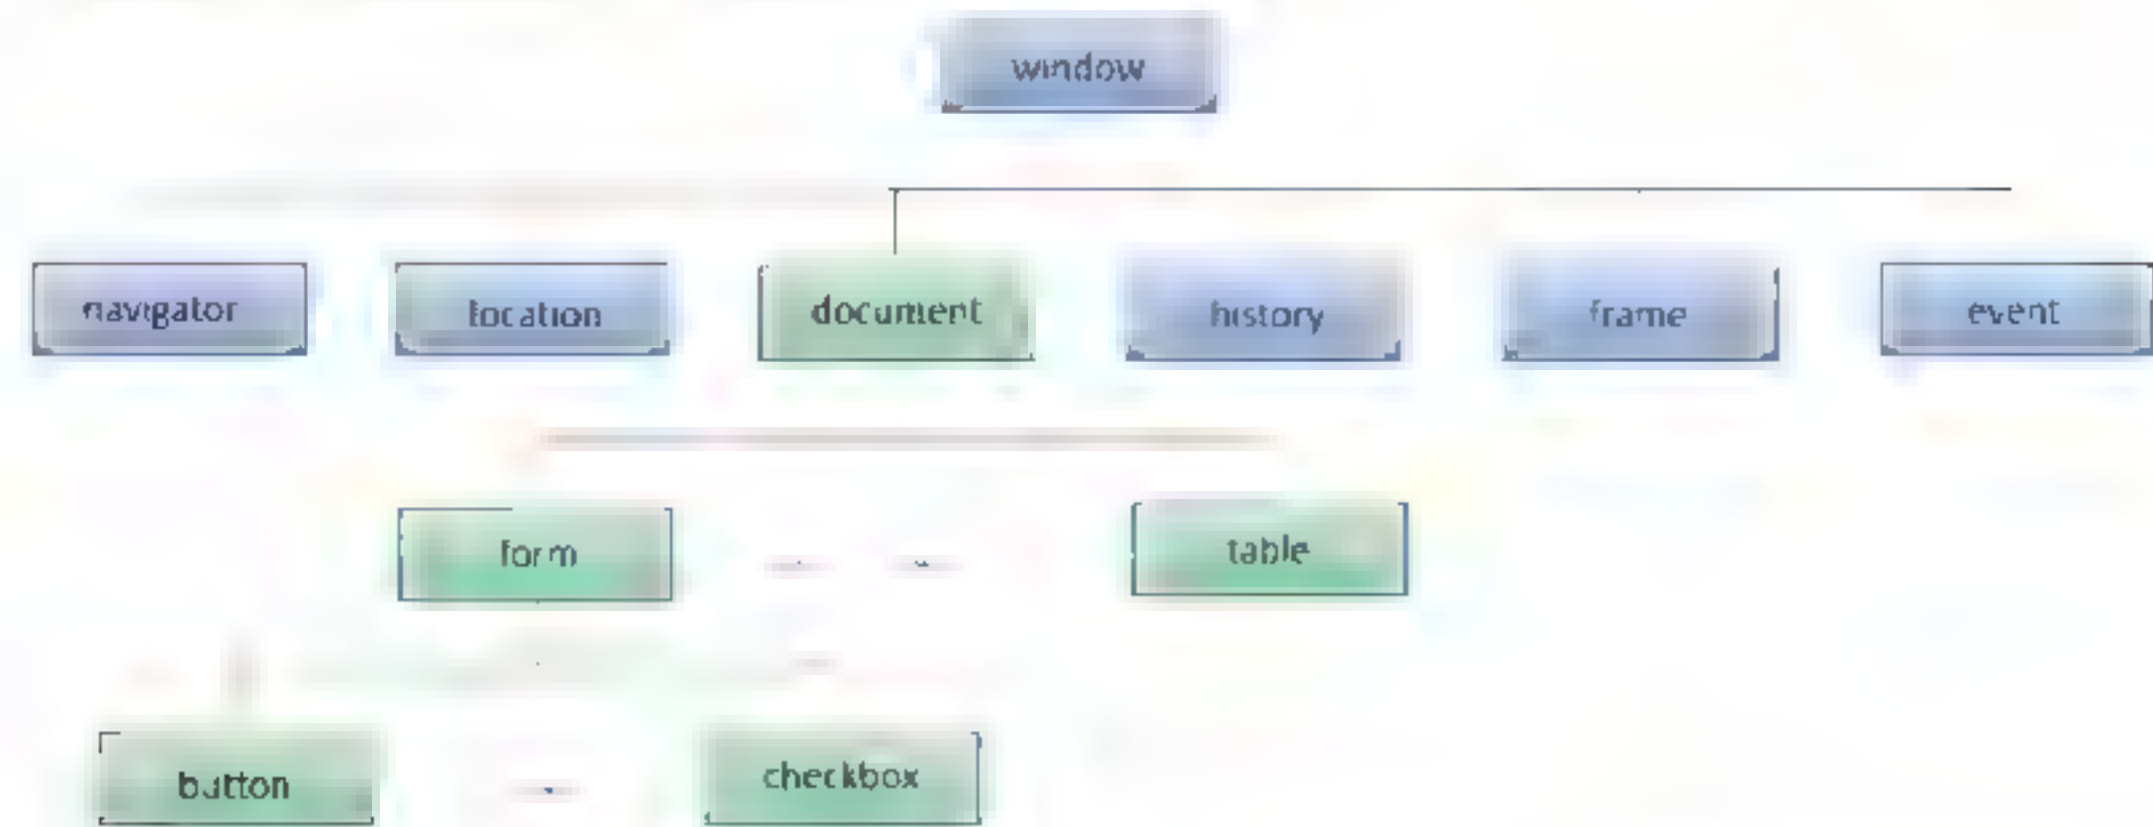 window
navigator location document history frame event
form table
button checkbox